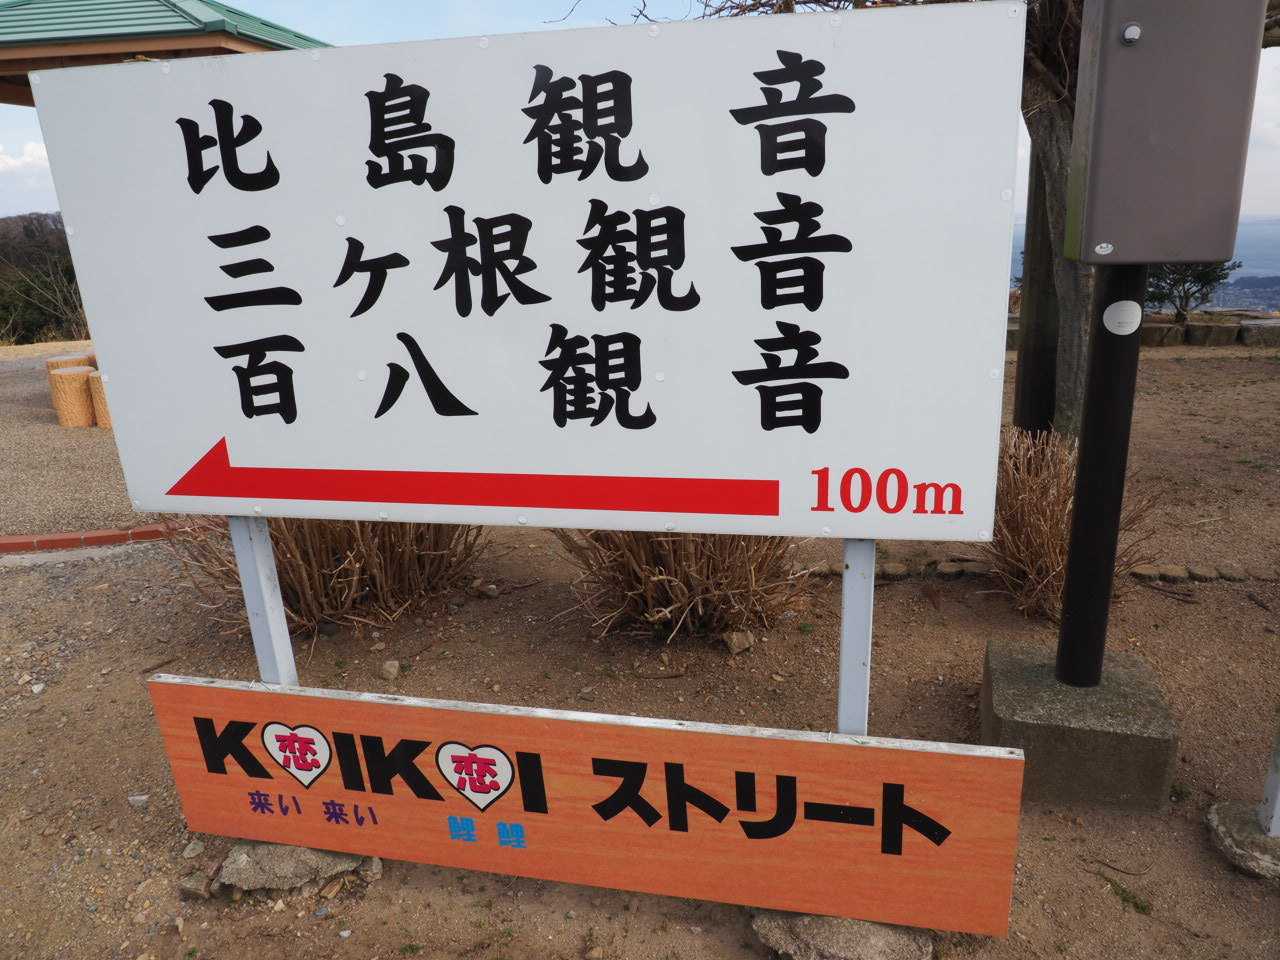 比島観音
三ヶ根観音
百八観音
100m
K恋IK恋Iストリート
来い 来い 鯉 鯉